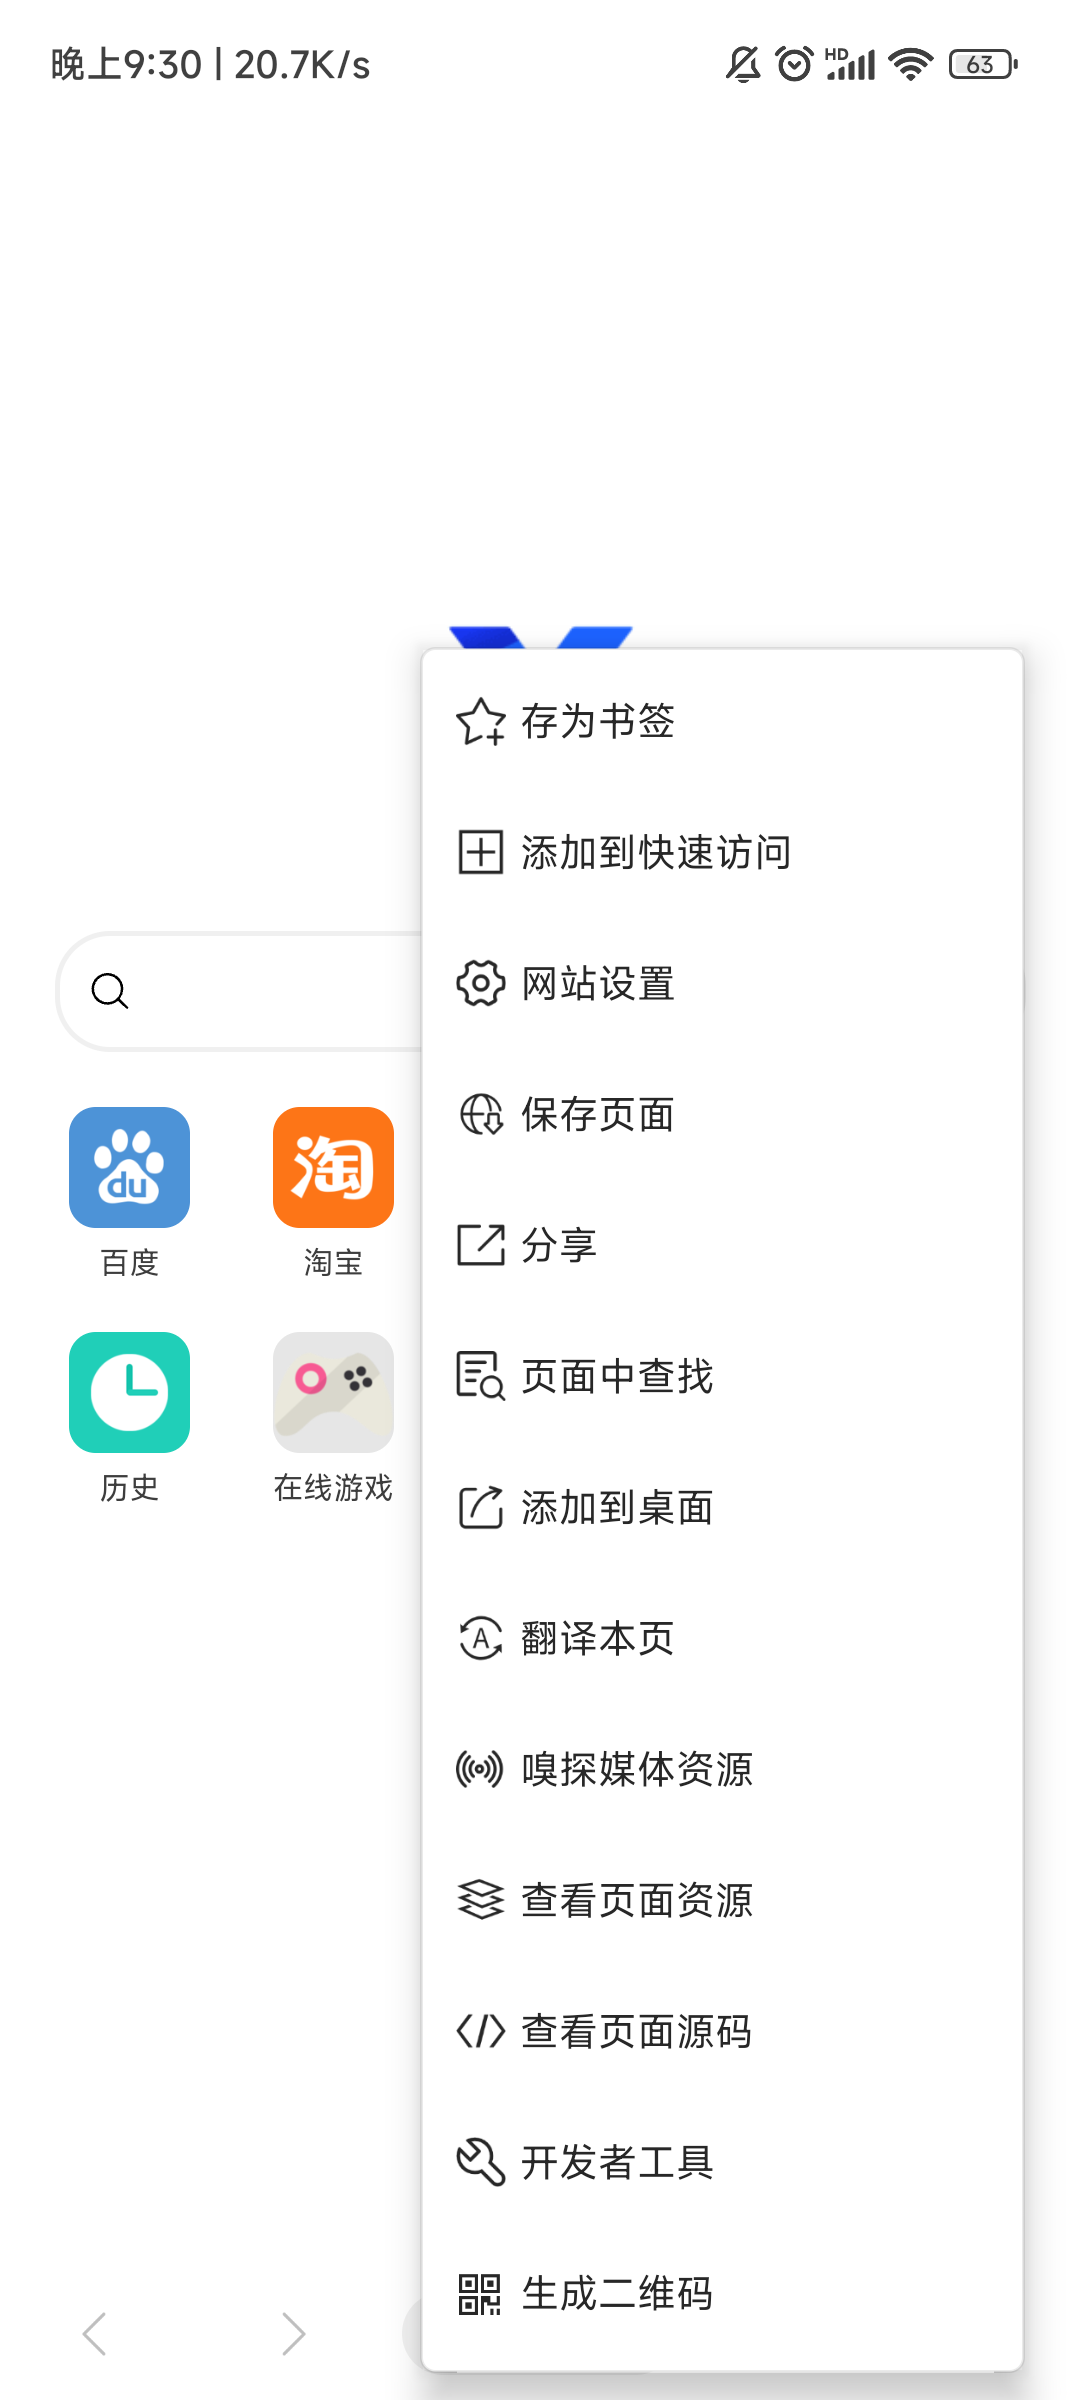 晚上9:30 | 20.7K/s
HD
63
存为书签
添加到快速访问
网站设置
保存页面
分享
页面中查找
添加到桌面
翻译本页
嗅探媒体资源
查看页面资源
查看页面源码
开发者工具
生成二维码
du
淘
百度
淘宝
历史
在线游戏